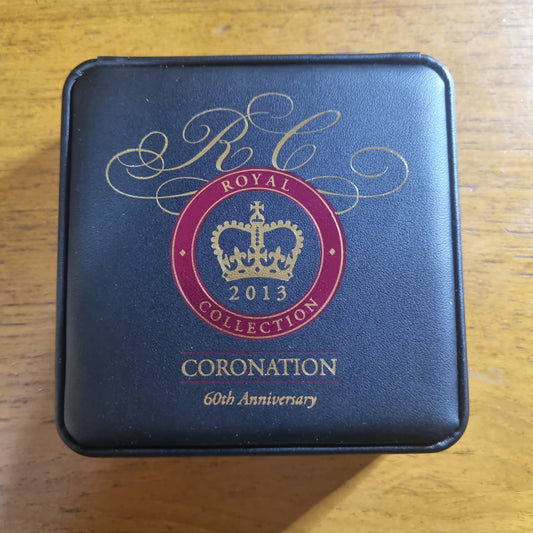 RC
ROYAL
2013
COLLECTION
CORONATION
60th Anniversary